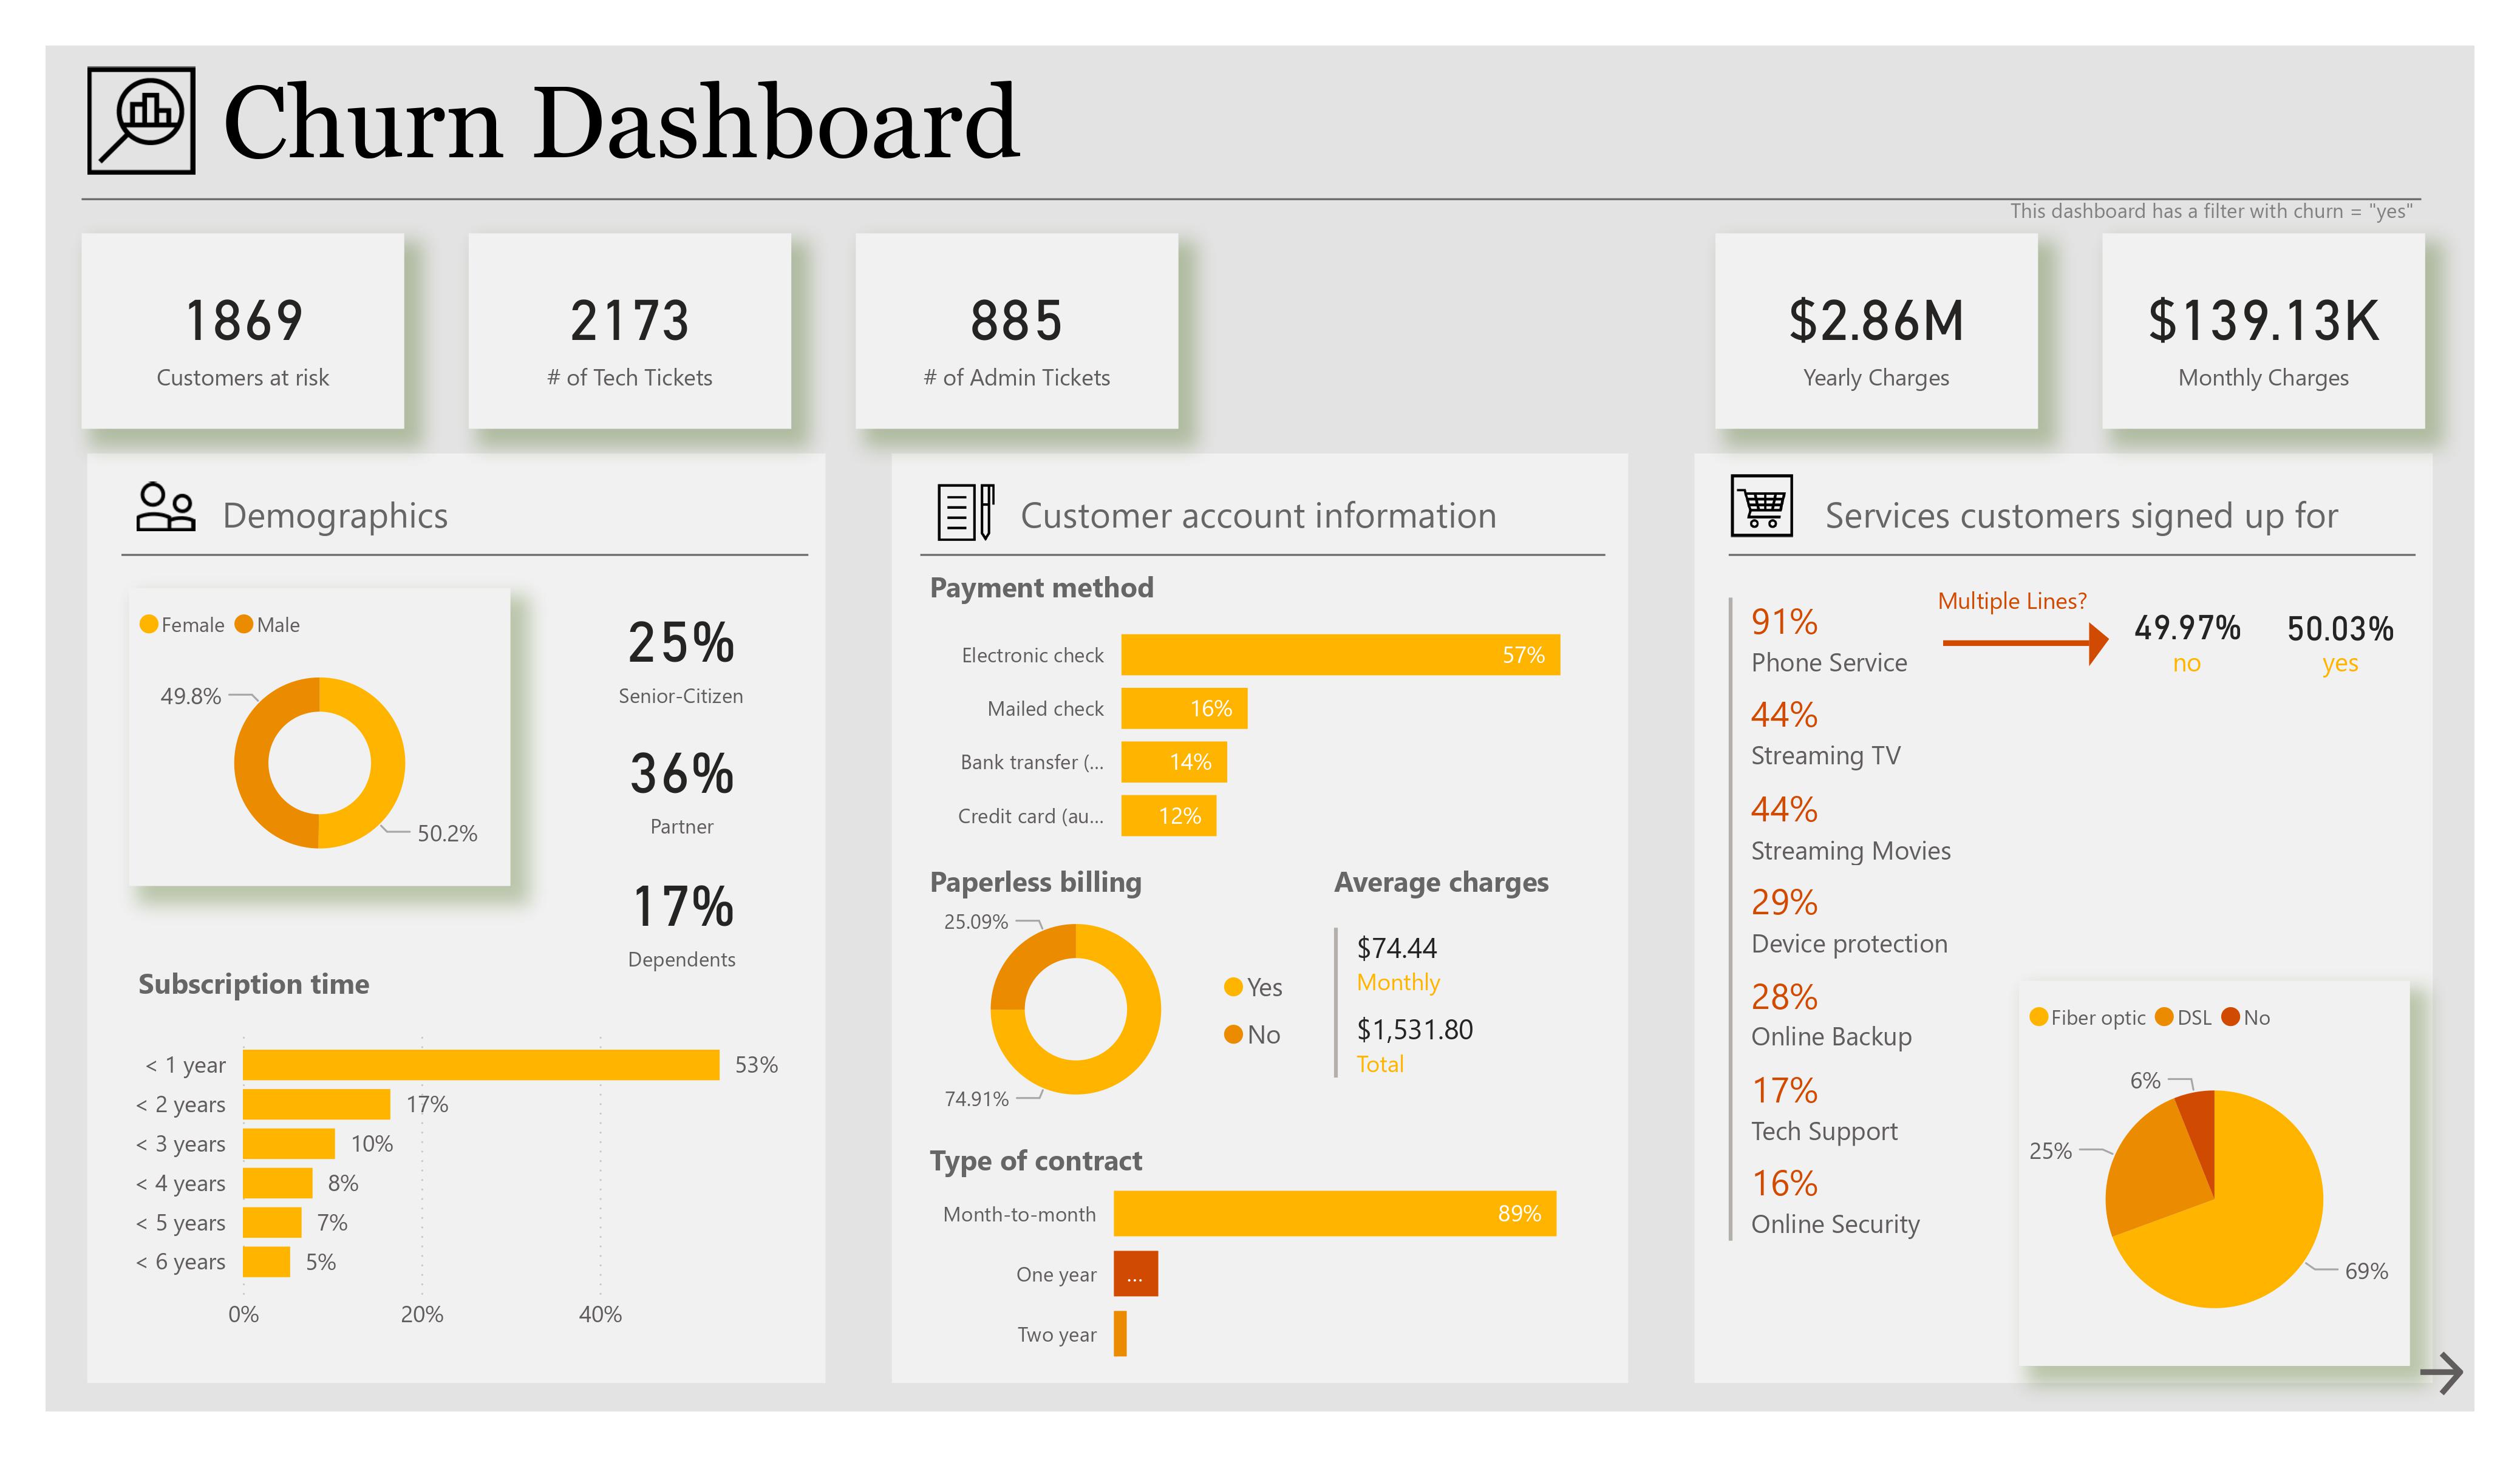 Churn Dashboard
This dashboard has a filter with churn = "yes"
1869
Customers at risk
2173
# of Tech Tickets
885
# of Admin Tickets
$2.86M
Yearly Charges
$139.13K
Monthly Charges
Demographics
Female Male
49.8%
50.2%
25%
Senior-Citizen
36%
Partner
17%
Dependents
Subscription time
< 1 year 53%
< 2 years 17%
< 3 years 10%
< 4 years 8%
< 5 years 7%
< 6 years 5%
0% 20% 40%
Customer account information
Payment method
Electronic check 57%
Mailed check 16%
Bank transfer (... 14%
Credit card (au... 12%
Paperless billing
25.09%
74.91%
Yes
No
Average charges
$74.44
Monthly
$1,531.80
Total
Type of contract
Month-to-month 89%
One year ...
Two year
Services customers signed up for
91%
Phone Service
Multiple Lines?
49.97%
no
50.03%
yes
44%
Streaming TV
44%
Streaming Movies
29%
Device protection
28%
Online Backup
17%
Tech Support
16%
Online Security
Fiber optic DSL No
6%
25%
69%